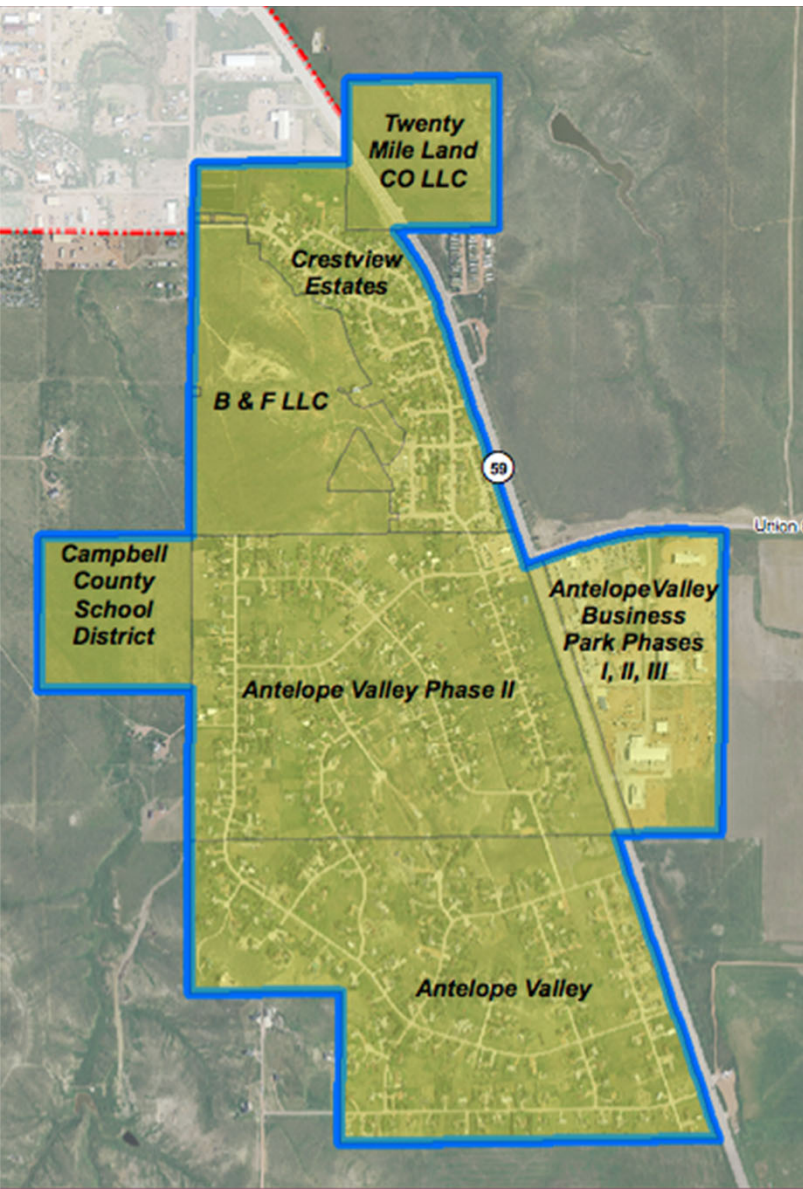 Twenty
Mile Land
CO LLC
Crestview
Estates
B & F LLC
59
Union
Campbell
County
School
District
AntelopeValley
Business
Park Phases
I, II, III
Antelope Valley Phase II
Antelope Valley